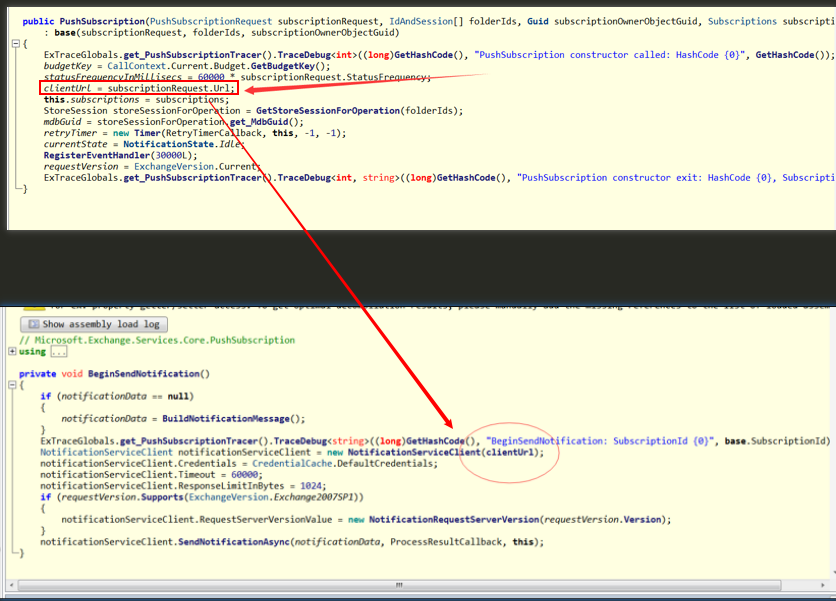 public PushSubscription(PushSubscriptionRequest subscriptionRequest, IdAndSession[] folderIds, Guid subscriptionOwnerObjectGuid, Subscriptions subscripti
: base(subscriptionRequest, folderIds, subscriptionOwnerObjectGuid)
{
ExTraceGlobals.get_PushSubscriptionTracer().TraceDebug<int>((long)GetHashCode(), "PushSubscription constructor called: HashCode {0}", GetHashCode());
budgetKey = CallContext.Current.Budget.GetBudgetKey();
statusFrequencyInMillisecs = 60000 * subscriptionRequest.StatusFrequency;
clientUrl = subscriptionRequest.Url;
this.subscriptions = subscriptions;
StoreSession storeSessionForOperation = GetStoreSessionForOperation(folderIds);
mdbGuid = storeSessionForOperation.get_MdbGuid();
retryTimer = new Timer(RetryTimerCallback, this, -1, -1);
currentState = NotificationState.Idle;
RegisterEventHandler(30000L);
requestVersion = ExchangeVersion.Current;
ExTraceGlobals.get_PushSubscriptionTracer().TraceDebug<int, string>((long)GetHashCode(), "PushSubscription constructor exit: HashCode {0}, Subscripti
}
Show assembly load log
// Microsoft.Exchange.Services.Core.PushSubscription
using ...
private void BeginSendNotification()
{
if (notificationData == null)
{
notificationData = BuildNotificationMessage();
}
ExTraceGlobals.get_PushSubscriptionTracer().TraceDebug<string>((long)GetHashCode(), "BeginSendNotification: SubscriptionId {0}", base.SubscriptionId)
NotificationServiceClient notificationServiceClient = new NotificationServiceClient(clientUrl);
notificationServiceClient.Credentials = CredentialCache.DefaultCredentials;
notificationServiceClient.Timeout = 60000;
notificationServiceClient.ResponseLimitInBytes = 1024;
if (requestVersion.Supports(ExchangeVersion.Exchange2007SP1))
{
notificationServiceClient.RequestServerVersionValue = new NotificationRequestServerVersion(requestVersion.Version);
}
notificationServiceClient.SendNotificationAsync(notificationData, ProcessResultCallback, this);
}